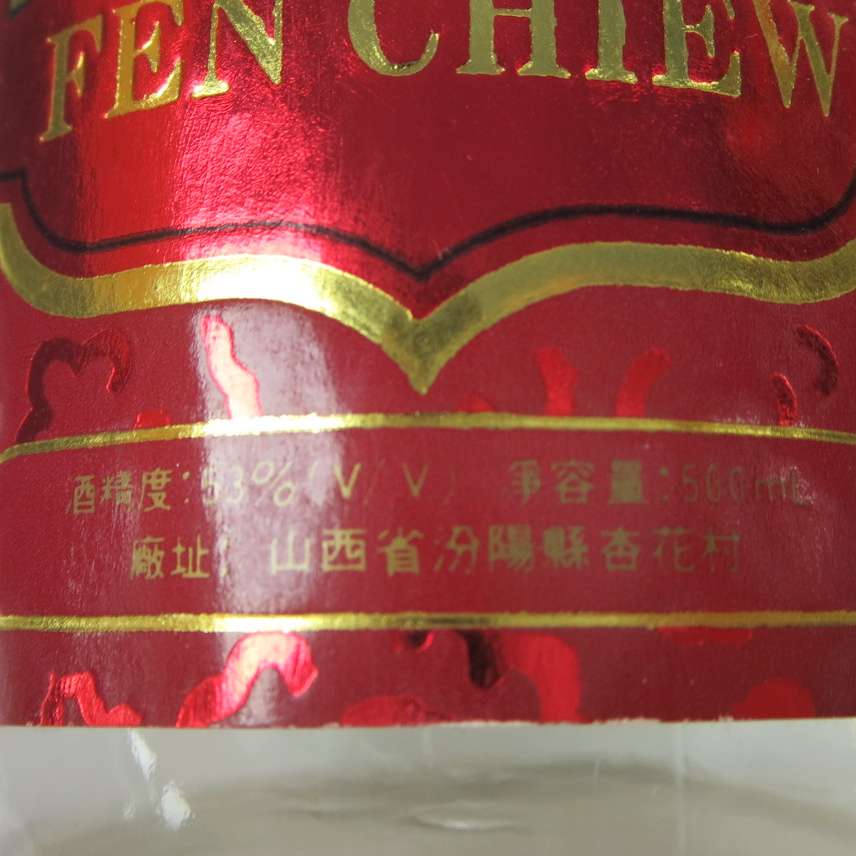 FEN CHIEW
酒精度:53%(V/V) 净容量:500mL
廠址: 山西省汾陽縣杏花村